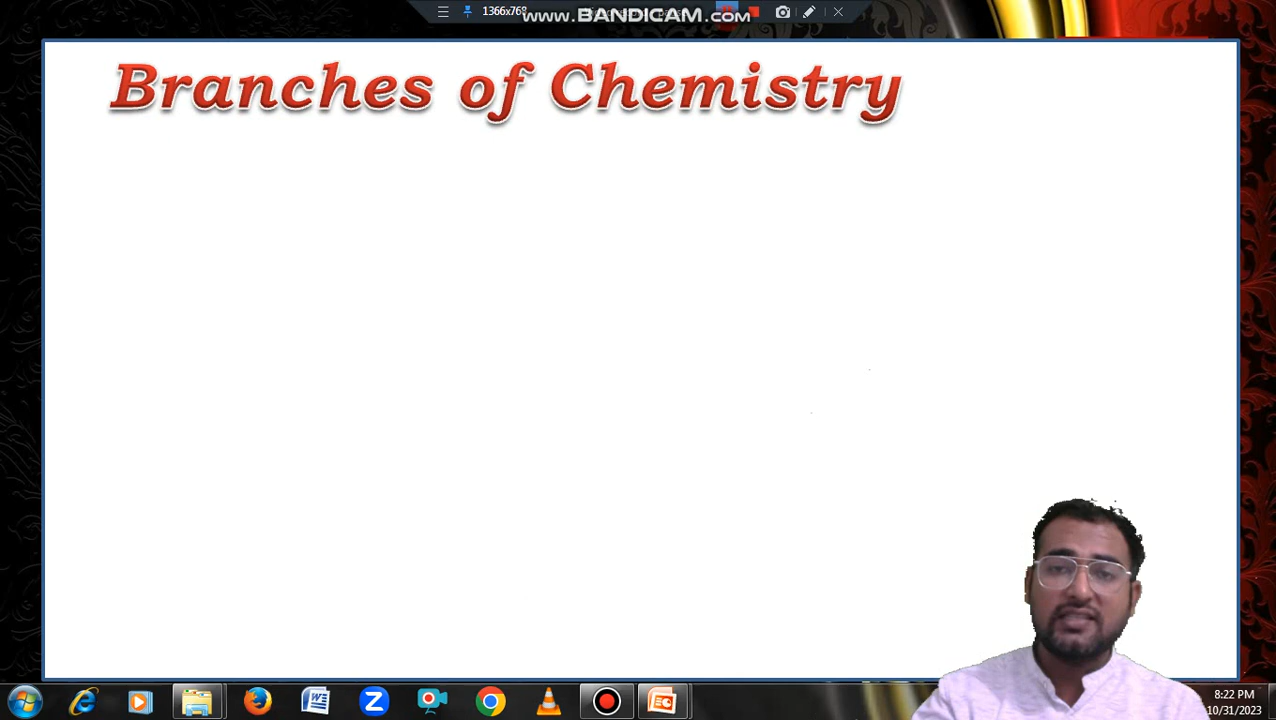 1366x768
www.BANDICAM.com
Branches of Chemistry
8:22 PM
10/31/2023